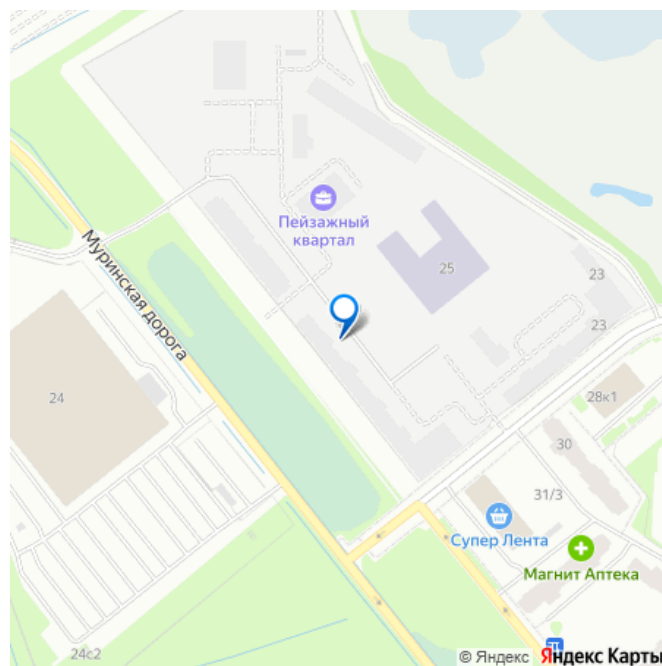 Пейзажный
квартал
25
23
Муринская дорога
23
24
28к1
30
31/3
Супер Лента
Магнит Аптека
24с2
© Яндекс Яндекс Карты